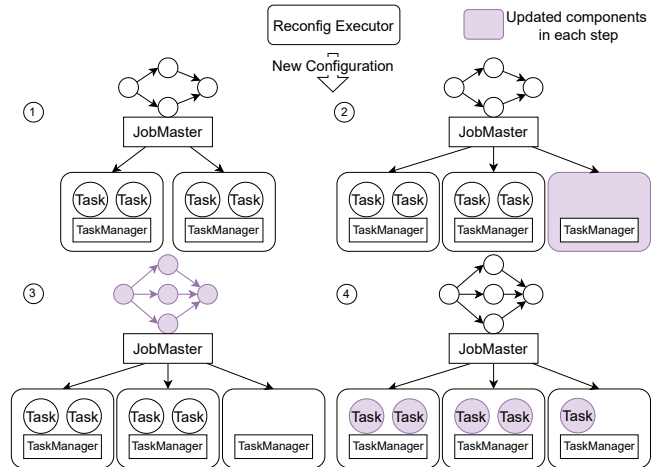 Reconfig Executor
Updated components
in each step
New Configuration
1
JobMaster
Task Task
TaskManager
Task Task
TaskManager
2
JobMaster
Task Task
TaskManager
Task Task
TaskManager
TaskManager
3
JobMaster
Task Task
TaskManager
Task Task
TaskManager
TaskManager
4
JobMaster
Task Task
TaskManager
Task Task
TaskManager
Task
TaskManager